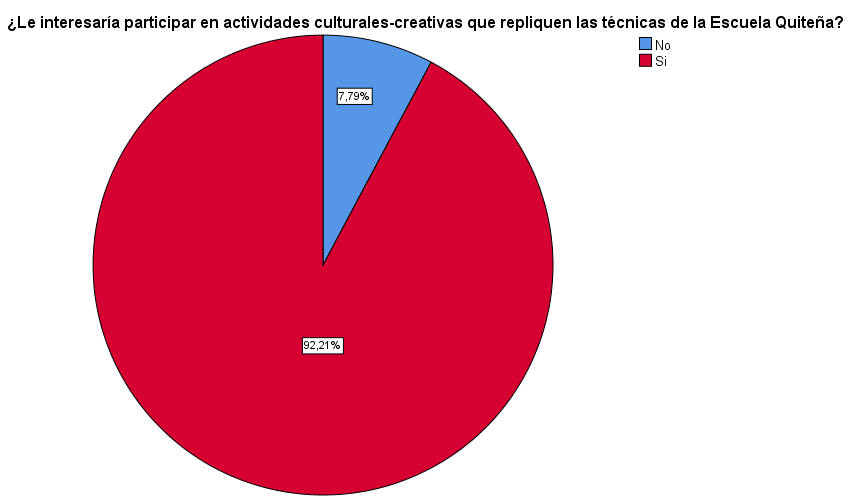 ¿Le interesaría participar en actividades culturales-creativas que repliquen las técnicas de la Escuela Quiteña?
No
Si
7,79%
92,21%